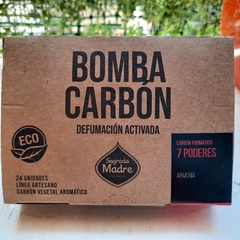 BOMBA
CARBÓN
DEFUMACIÓN ACTIVADA
ECO
Sagrada
Madre
24 UNIDADES
LÍNEA ARTESANO
CARBÓN VEGETAL AROMÁTICO
CARBÓN AROMÁTICO
7 PODERES
ARMONÍA